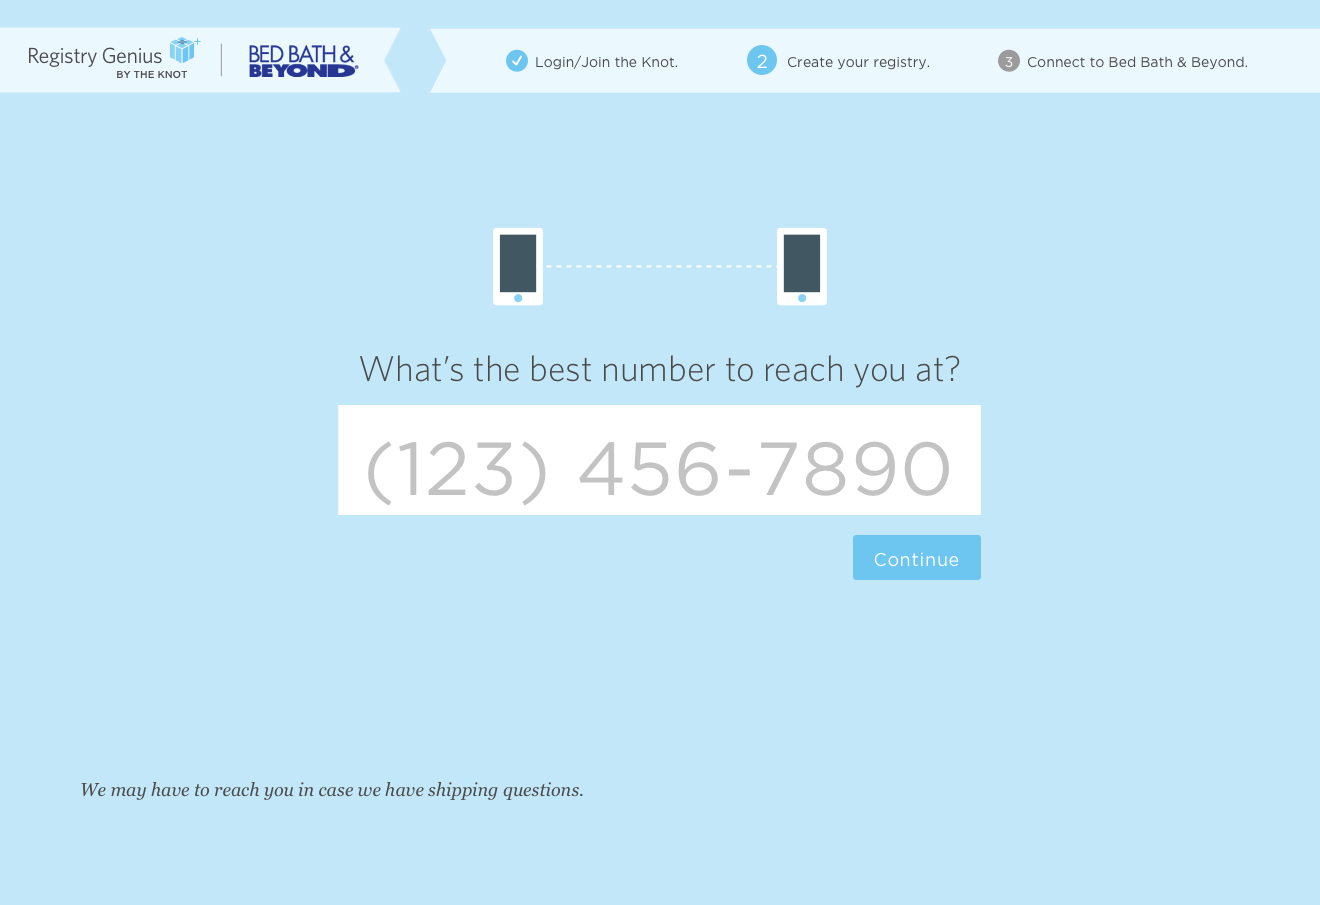 Registry Genius
BY THE KNOT
BED BATH &
BEYOND®
Login/Join the Knot.
2 Create your registry.
3 Connect to Bed Bath & Beyond.
What's the best number to reach you at?
(123) 456-7890
Continue
We may have to reach you in case we have shipping questions.